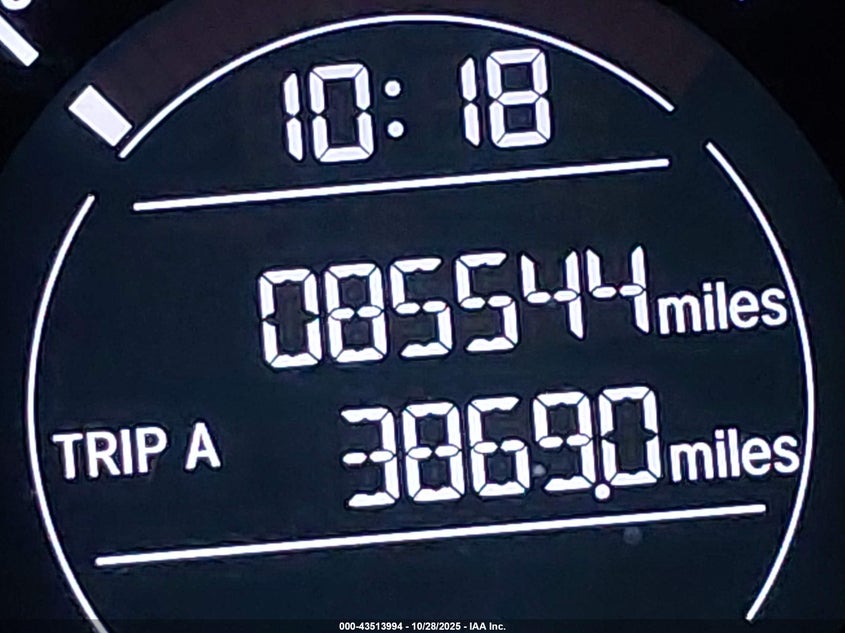 10:18
085544 miles
TRIP A 3869.0 miles
000-43513994 - 10/28/2025 - IAA Inc.